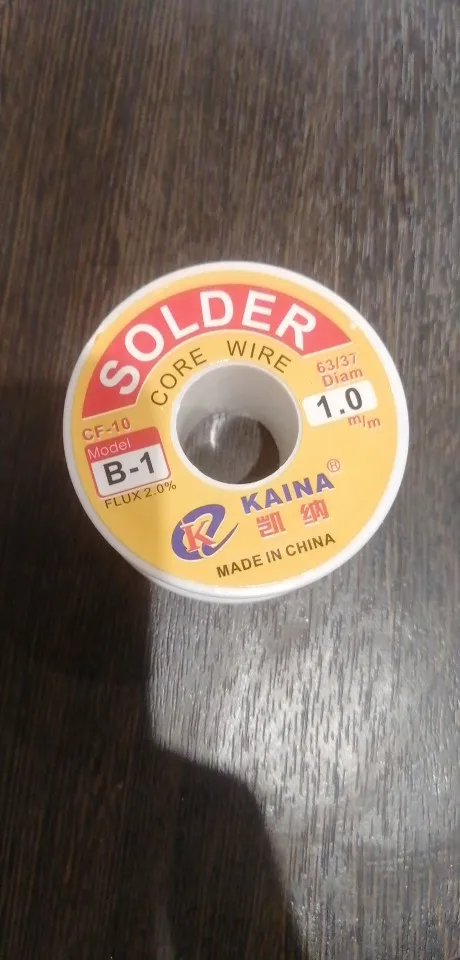 SOLDER
CORE WIRE
63/37
Diam
1.0
m/m
CF-10
Model
B-1
FLUX 2.0%
K
KAINA®
凯纳
MADE IN CHINA